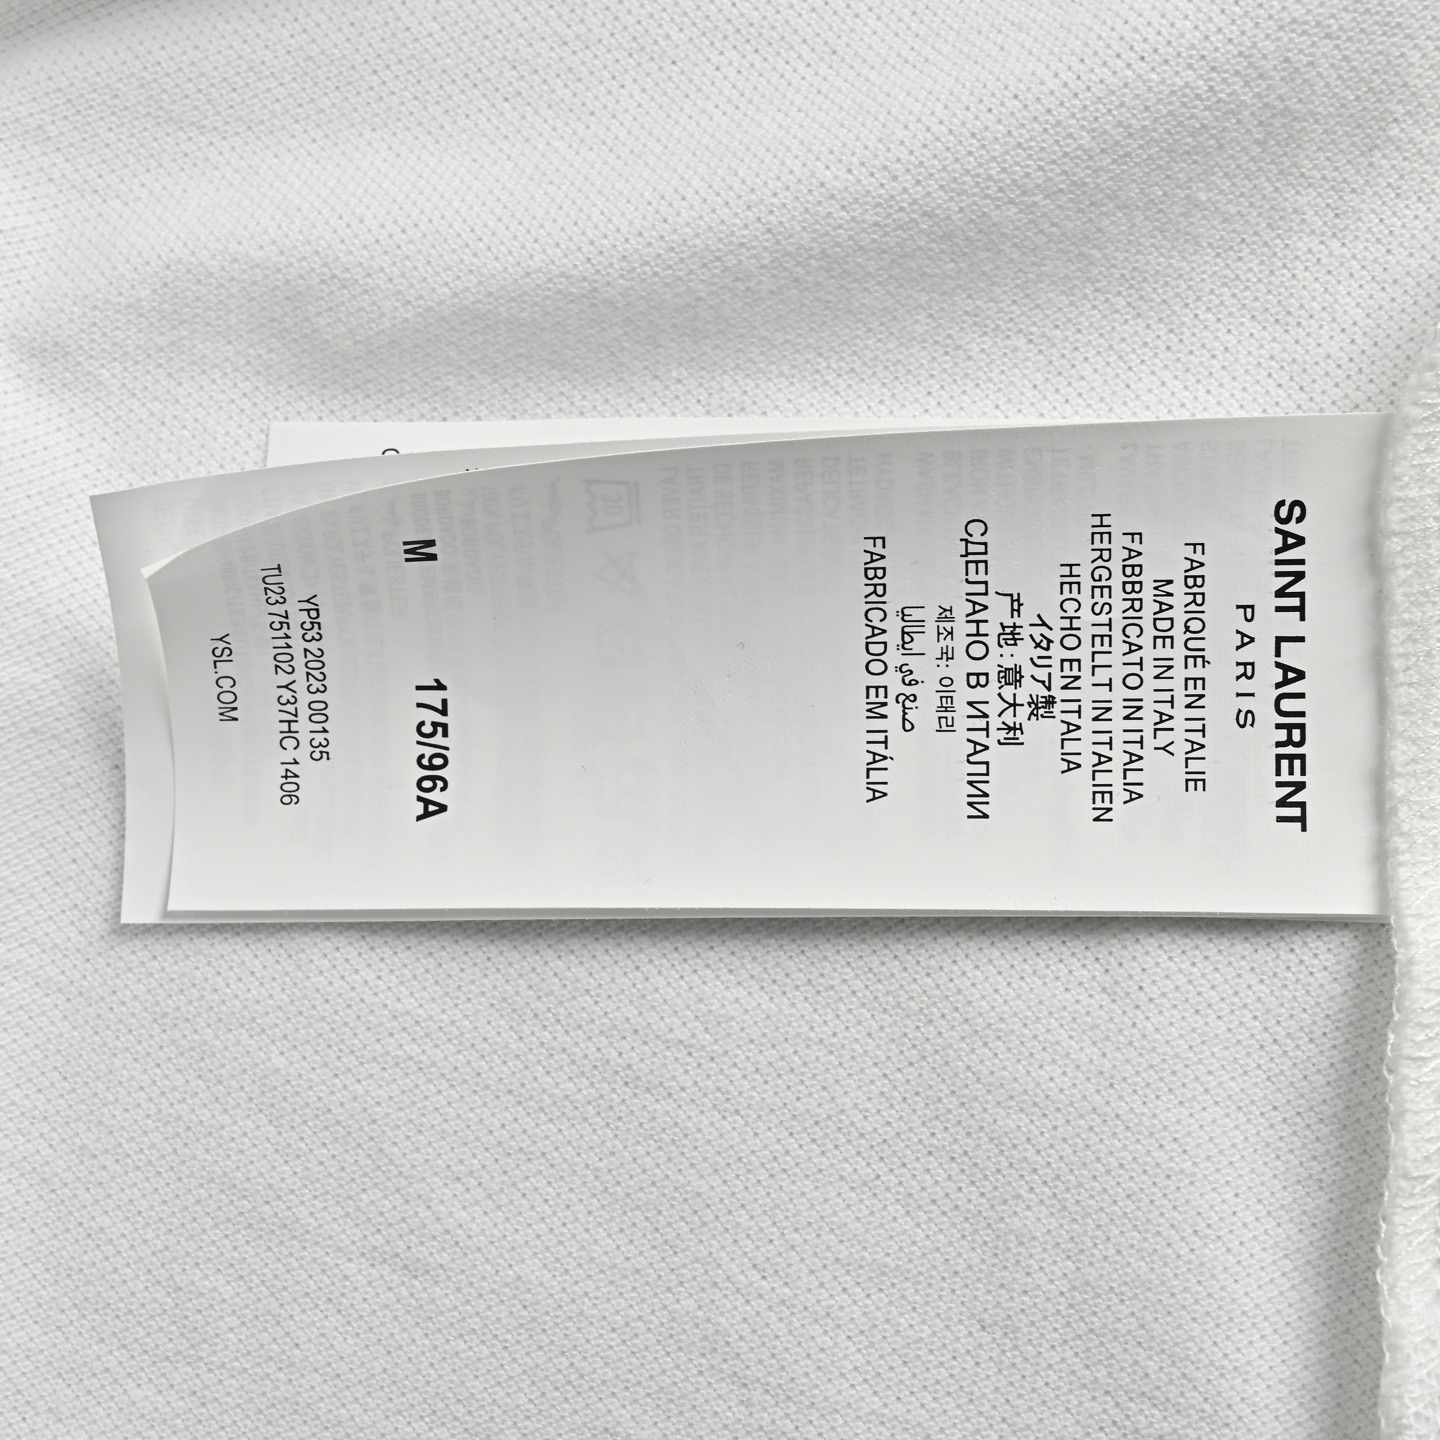 SAINT LAURENT
PARIS
FABRIQUÉ EN ITALIE
MADE IN ITALY
FABBRICATO IN ITALIA
HERGESTELLT IN ITALIEN
HECHO EN ITALIA
イタリア製
产地:意大利
СДЕЛАНО В ИТАЛИИ
제조국: 이태리
صنع في ايطاليا
FABRICADO EM ITÁLIA
M 175/96A
YP53 2023 00135
TU23 751102 Y37HC 1406
YSL.COM